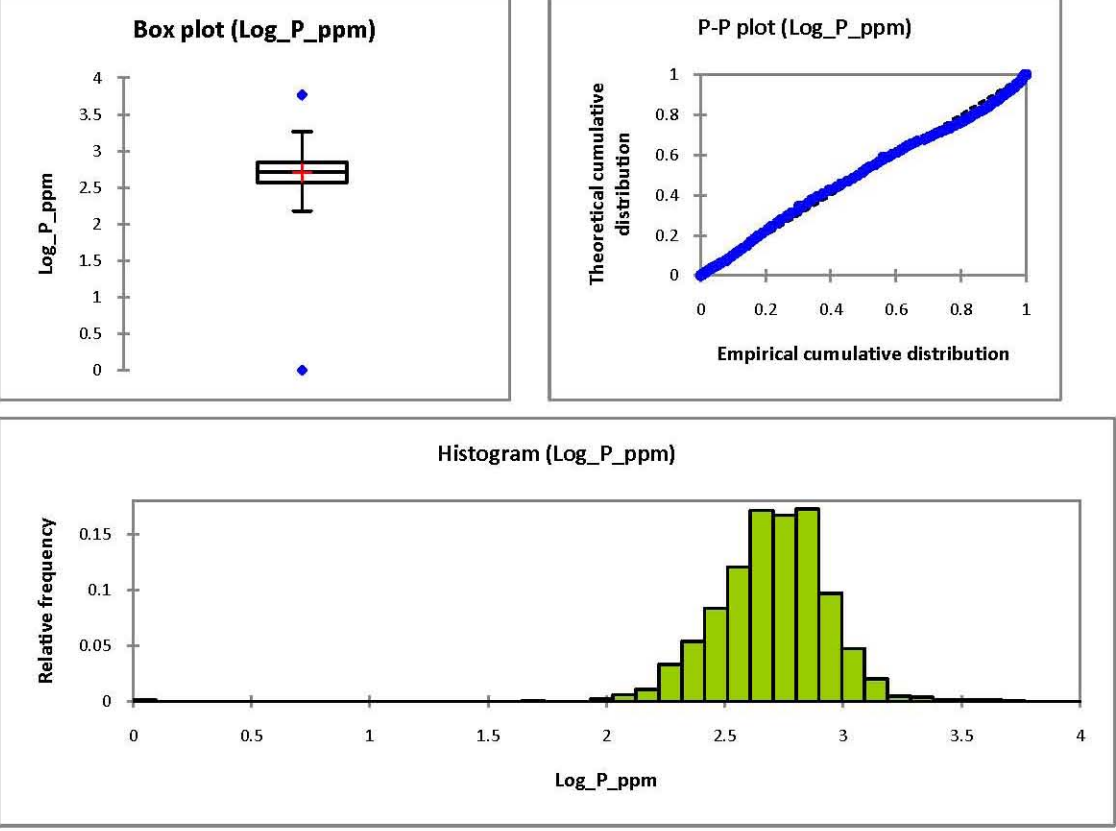 Box plot (Log_P_ppm)
4
3.5
3
2.5
2
1.5
1
0.5
0
Log_P_ppm
P-P plot (Log_P_ppm)
Theoretical cumulative
distribution
1
0.8
0.6
0.4
0.2
0
0 0.2 0.4 0.6 0.8 1
Empirical cumulative distribution
Histogram (Log_P_ppm)
Relative frequency
0.15
0.1
0.05
0
0 0.5 1 1.5 2 2.5 3 3.5 4
Log_P_ppm